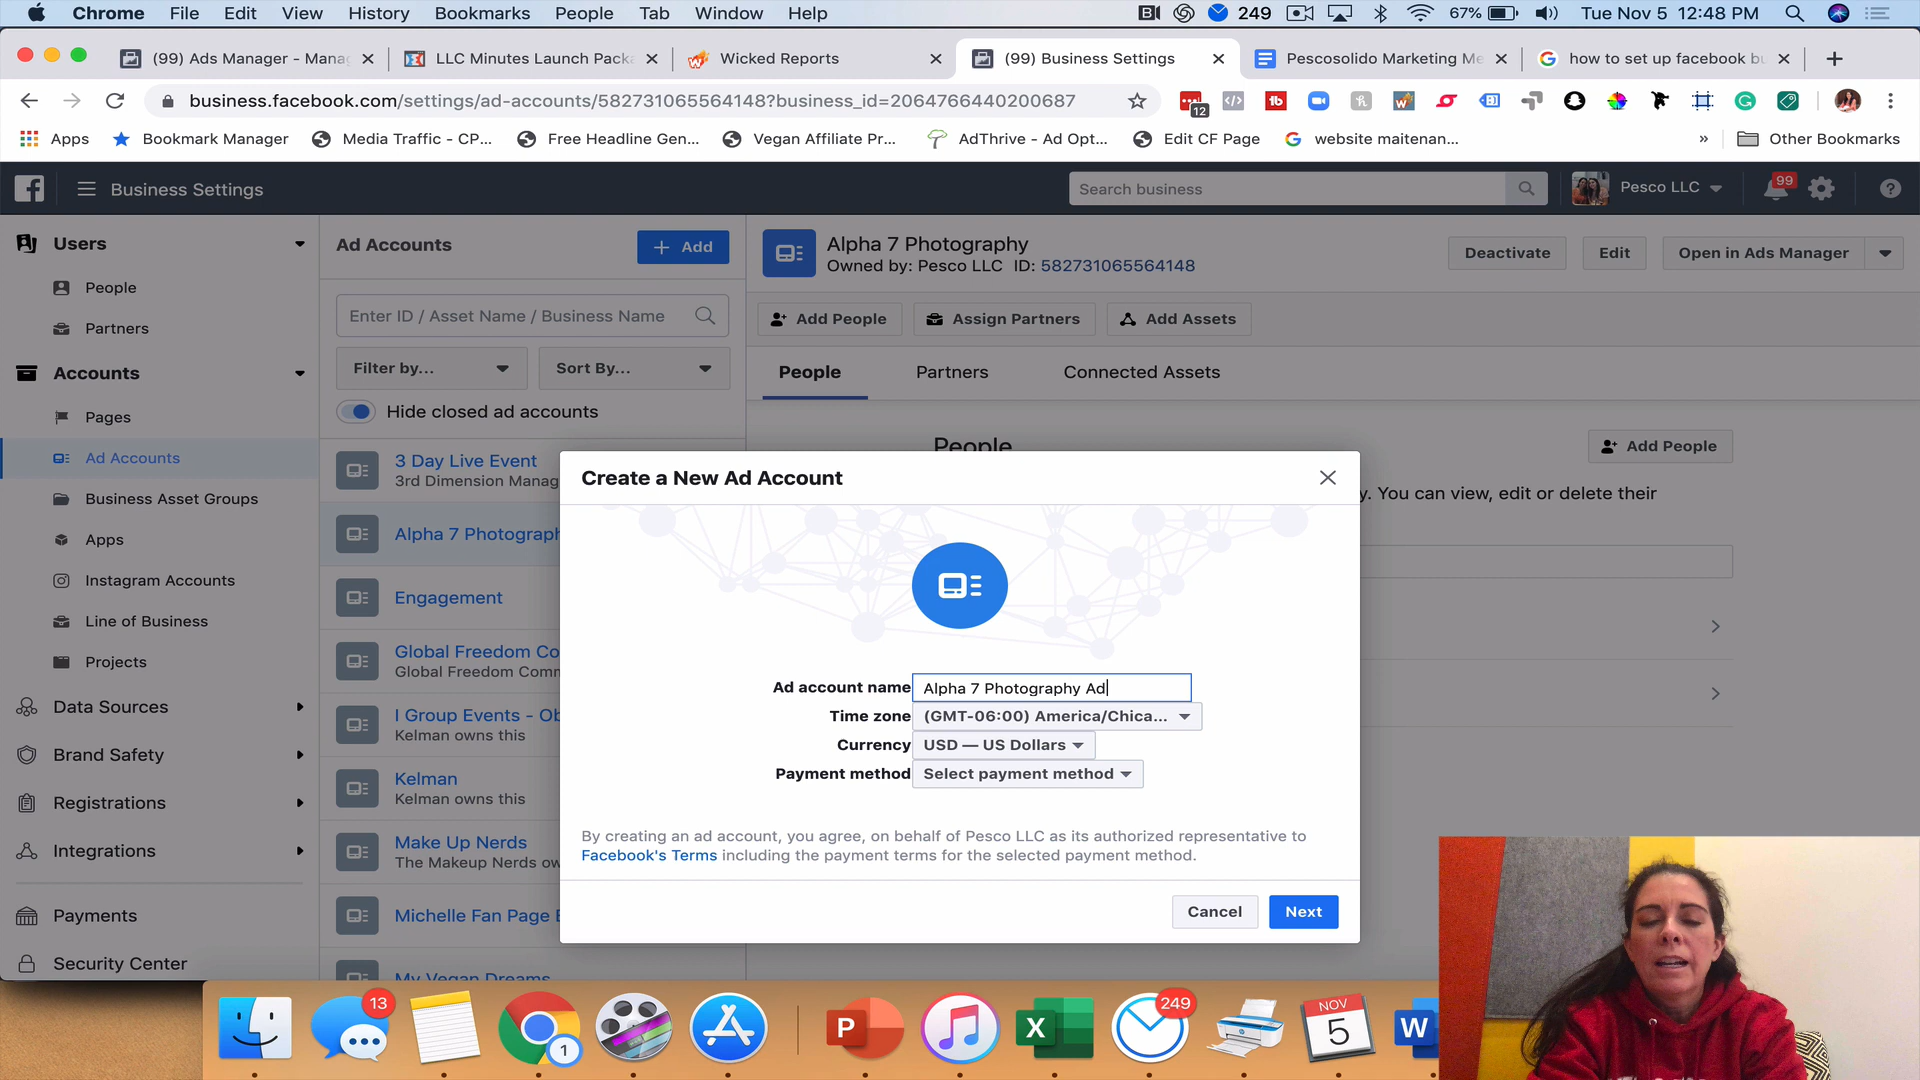 Chrome File Edit View History Bookmarks People Tab Window Help 249 67% Tue Nov 5 12:48 PM
(99) Ads Manager - Mana LLC Minutes Launch Pack Wicked Reports (99) Business Settings Pescosolido Marketing Me how to set up facebook bu
business.facebook.com/settings/ad-accounts/582731065564148?business_id=2064766440200687 12
Apps Bookmark Manager Media Traffic - CP... Free Headline Gen... Vegan Affiliate Pr... AdThrive - Ad Opt... Edit CF Page website maitenan... » Other Bookmarks
Business Settings Search business Pesco LLC 99
Users
People
Partners
Accounts
Pages
Ad Accounts
Business Asset Groups
Apps
Instagram Accounts
Line of Business
Projects
Data Sources
Brand Safety
Registrations
Integrations
Payments
Security Center
Ad Accounts + Add
Enter ID / Asset Name / Business Name
Filter by... Sort By...
Hide closed ad accounts
3 Day Live Event
3rd Dimension Manag
Alpha 7 Photograph
Engagement
Global Freedom Co
Global Freedom Comm
I Group Events - Ob
Kelman owns this
Kelman
Kelman owns this
Make Up Nerds
The Makeup Nerds ow
Michelle Fan Page E
My Vegan Dreams
Alpha 7 Photography
Owned by: Pesco LLC ID: 582731065564148
Deactivate Edit Open in Ads Manager
Add People Assign Partners Add Assets
People Partners Connected Assets
People
Add People
y. You can view, edit or delete their
Create a New Ad Account
Ad account name Alpha 7 Photography Ad
Time zone (GMT-06:00) America/Chica...
Currency USD — US Dollars
Payment method Select payment method
By creating an ad account, you agree, on behalf of Pesco LLC as its authorized representative to
Facebook's Terms including the payment terms for the selected payment method.
Cancel Next
13 1 P X 249 NOV 5 W